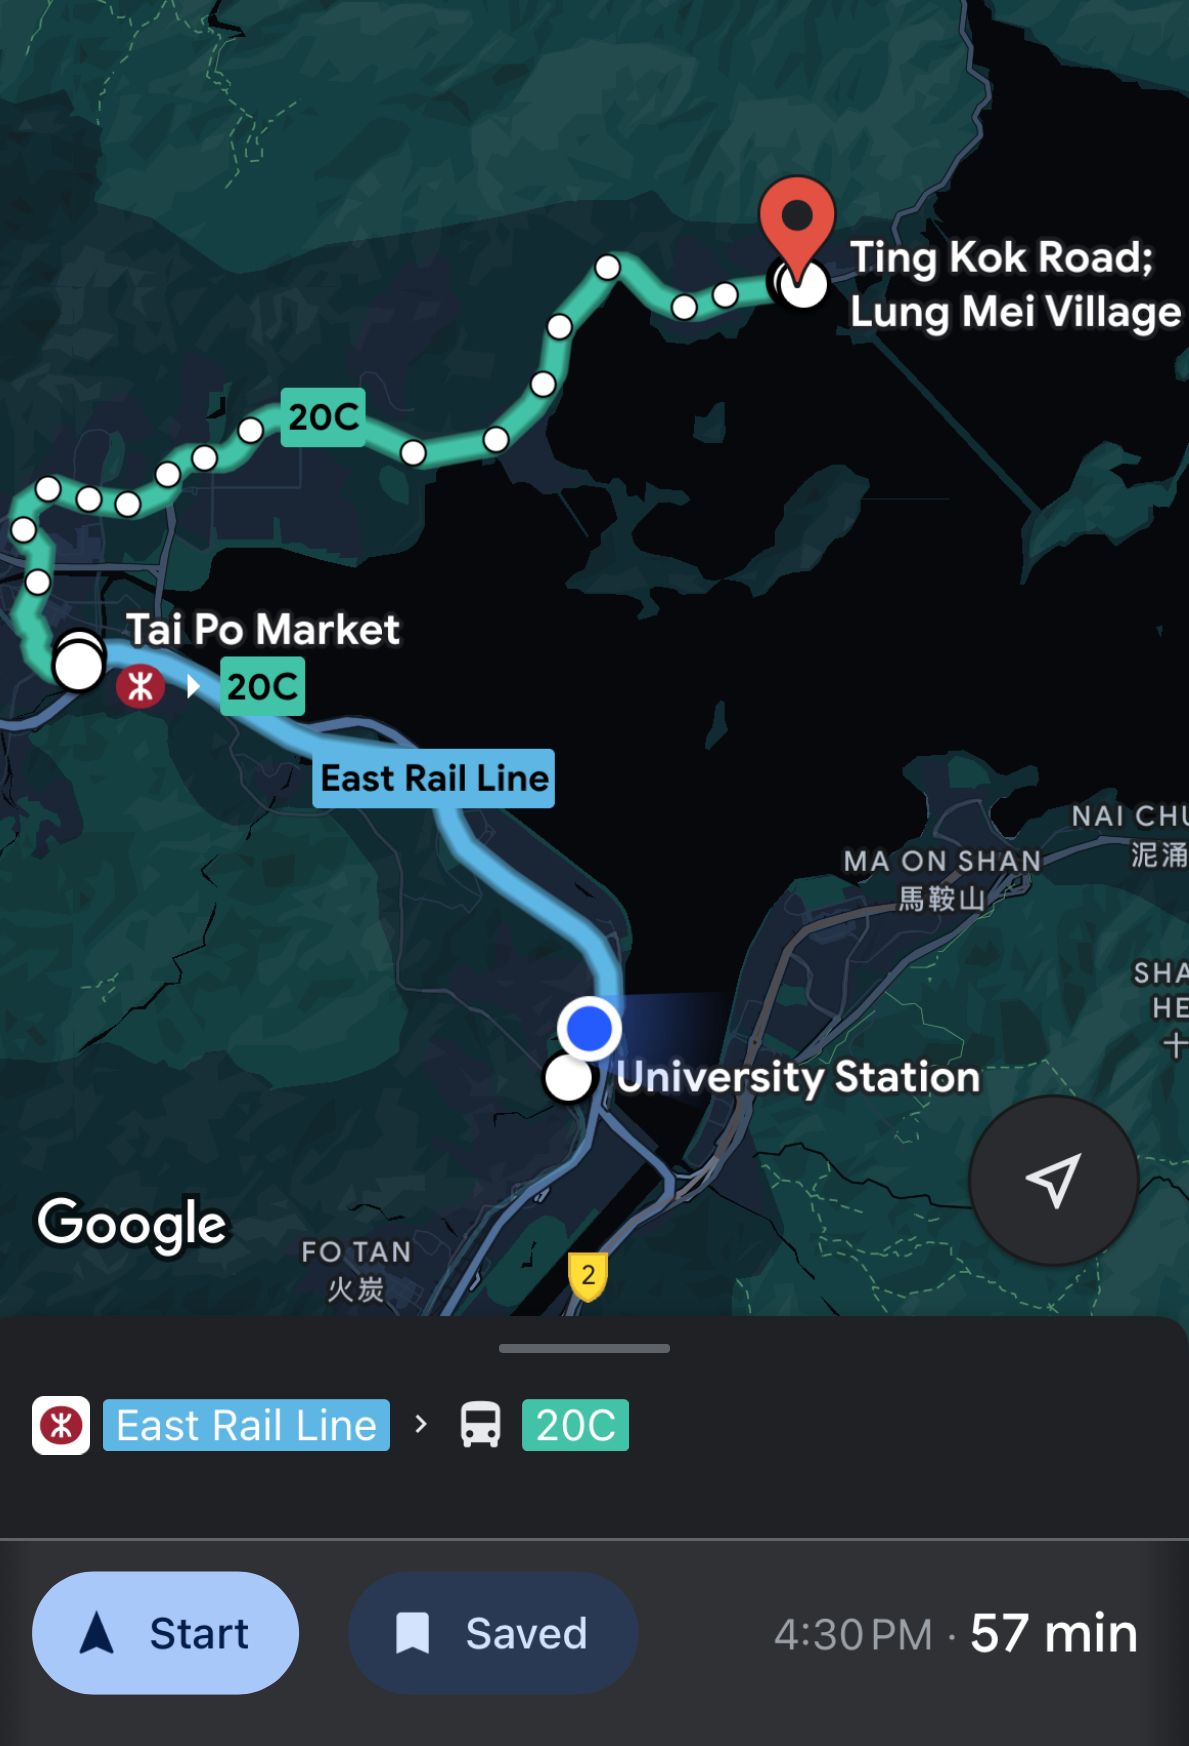 Ting Kok Road;
Lung Mei Village
20C
Tai Po Market
20C
East Rail Line
NAI CHU
泥涌
MA ON SHAN
馬鞍山
SHA
HE
十
University Station
Google
FO TAN
火炭
2
East Rail Line › 20C
Start
Saved
4:30 PM · 57 min